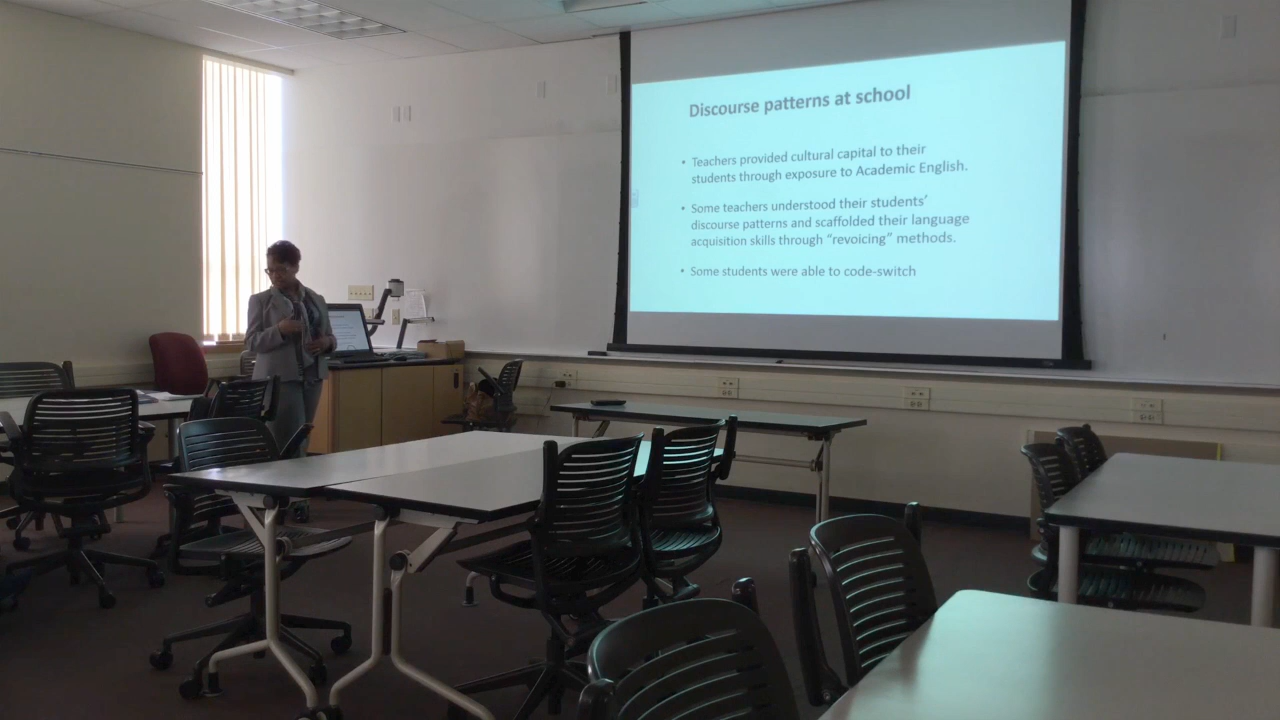 Discourse patterns at school
• Teachers provided cultural capital to their
students through exposure to Academic English.
• Some teachers understood their students'
discourse patterns and scaffolded their language
acquisition skills through “revoicing” methods.
• Some students were able to code-switch